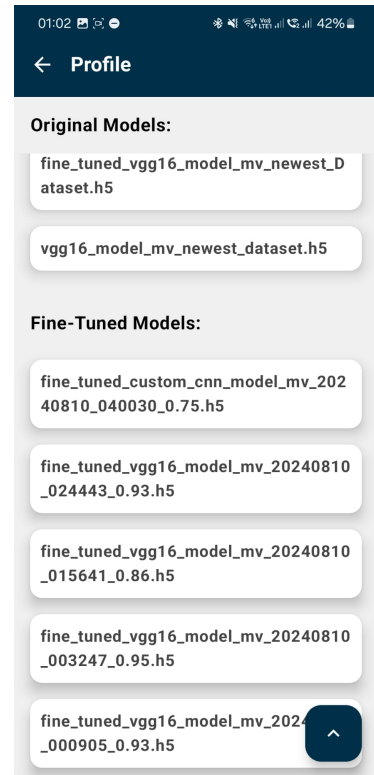 01:02 42%
Profile
Original Models:
fine_tuned_vgg16_model_mv_newest_D
ataset.h5
vgg16_model_mv_newest_dataset.h5
Fine-Tuned Models:
fine_tuned_custom_cnn_model_mv_202
40810_040030_0.75.h5
fine_tuned_vgg16_model_mv_20240810
_024443_0.93.h5
fine_tuned_vgg16_model_mv_20240810
_015641_0.86.h5
fine_tuned_vgg16_model_mv_20240810
_003247_0.95.h5
fine_tuned_vgg16_model_mv_202
_000905_0.93.h5